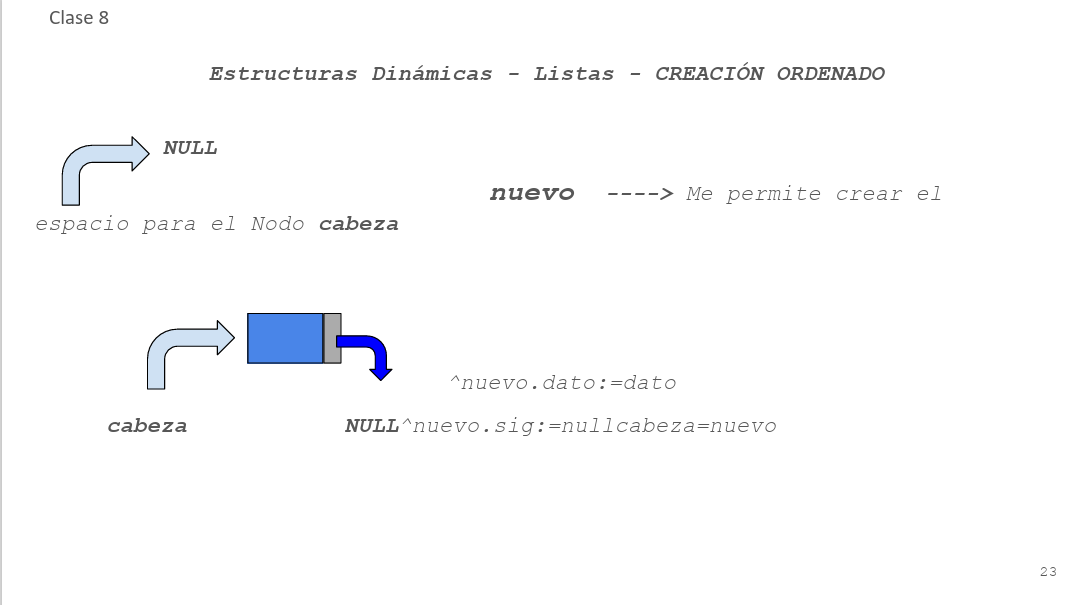 Clase 8
Estructuras Dinámicas - Listas - CREACIÓN ORDENADO
NULL
nuevo ----> Me permite crear el
espacio para el Nodo cabeza
^nuevo.dato:=dato
cabeza NULL^nuevo.sig:=nullcabeza=nuevo
23